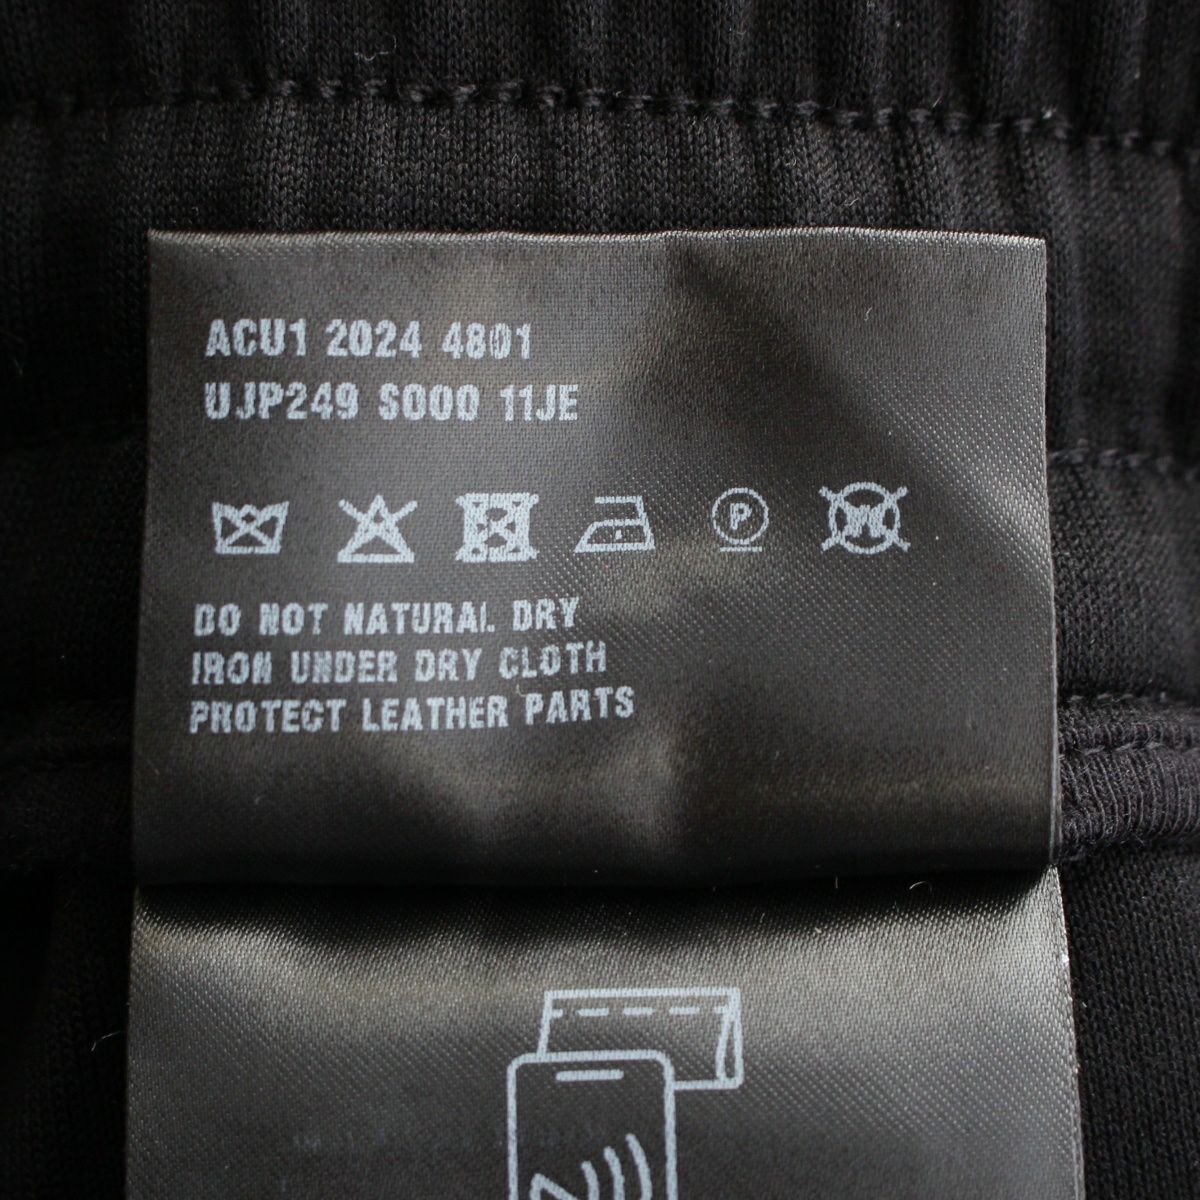 ACU1 2024 4801
UJP249 S000 11JE
P
W
DO NOT NATURAL DRY
IRON UNDER DRY CLOTH
PROTECT LEATHER PARTS